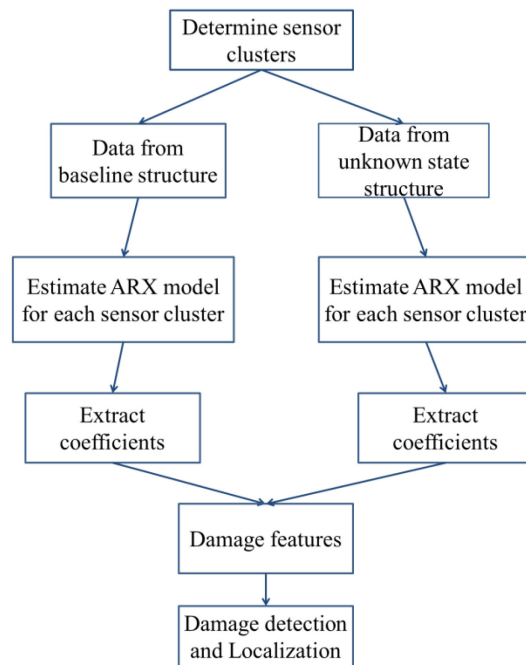 Determine sensor
clusters
Data from
baseline structure
Data from
unknown state
structure
Estimate ARX model
for each sensor cluster
Estimate ARX model
for each sensor cluster
Extract
coefficients
Extract
coefficients
Damage features
Damage detection
and Localization